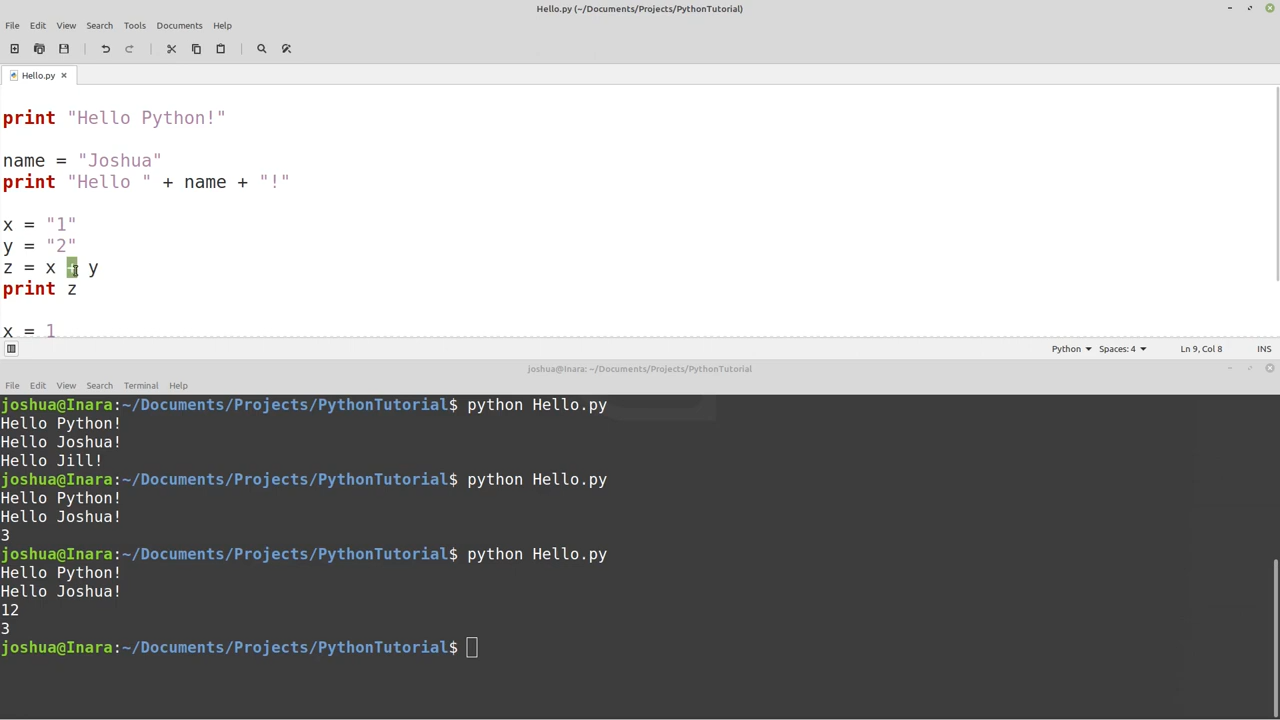 Hello.py (~/Documents/Projects/PythonTutorial)
File Edit View Search Tools Documents Help
Hello.py
print "Hello Python!"
name = "Joshua"
print "Hello " + name + "!"
x = "1"
y = "2"
z = x + y
print z
x = 1
Python Spaces: 4 Ln 9, Col 8 INS
joshua@Inara: ~/Documents/Projects/PythonTutorial
File Edit View Search Terminal Help
joshua@Inara:~/Documents/Projects/PythonTutorial$ python Hello.py
Hello Python!
Hello Joshua!
Hello Jill!
joshua@Inara:~/Documents/Projects/PythonTutorial$ python Hello.py
Hello Python!
Hello Joshua!
3
joshua@Inara:~/Documents/Projects/PythonTutorial$ python Hello.py
Hello Python!
Hello Joshua!
12
3
joshua@Inara:~/Documents/Projects/PythonTutorial$